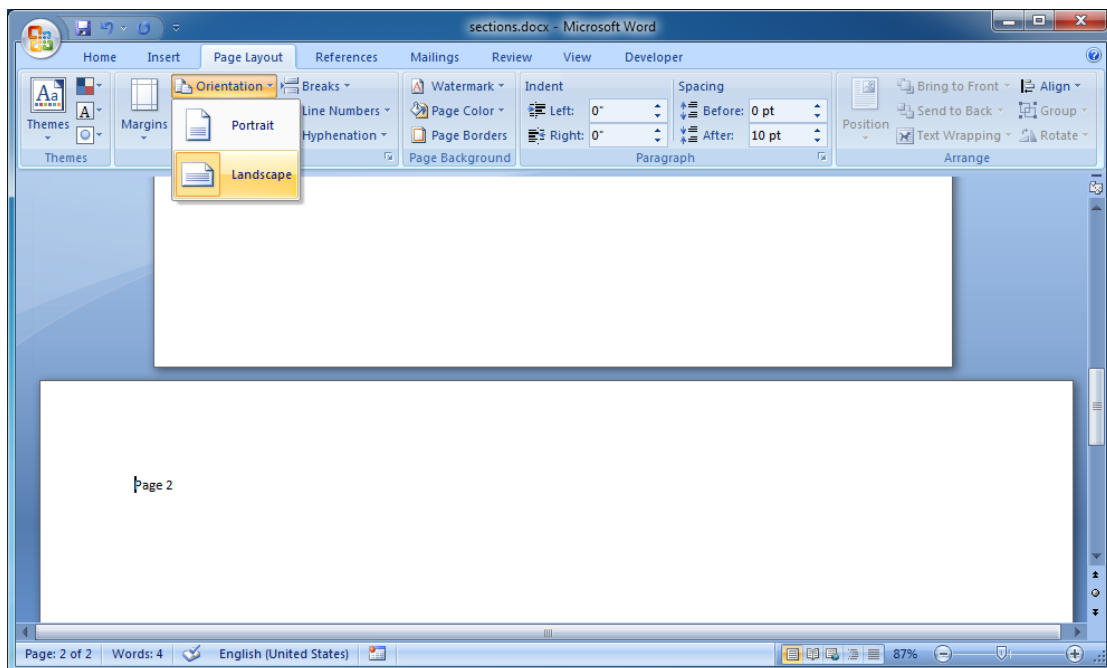 sections.docx - Microsoft Word
Home Insert Page Layout References Mailings Review View Developer
Orientation Breaks Watermark Indent Spacing Bring to Front Align
Themes Margins Portrait Line Numbers Page Color Left: 0" Before: 0 pt Position Send to Back Group
Hyphenation Page Borders Right: 0" After: 10 pt Text Wrapping Rotate
Themes Page Background Paragraph Arrange
Landscape
Page 2
Page: 2 of 2 Words: 4 English (United States) 87%